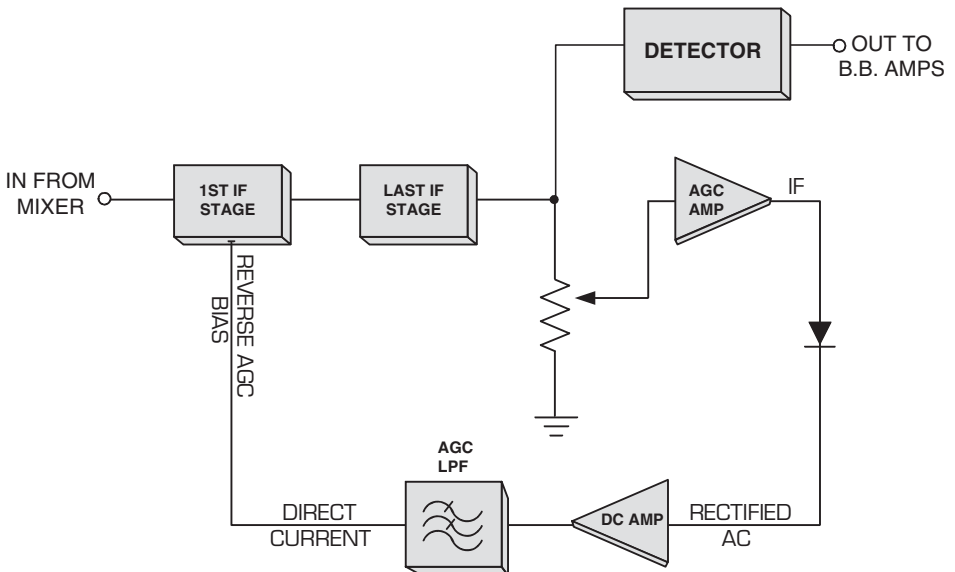 DETECTOR
OUT TO
B.B. AMPS
IN FROM
MIXER
1ST IF
STAGE
LAST IF
STAGE
AGC
AMP
IF
REVERSE AGC
BIAS
AGC
LPF
DIRECT
CURRENT
DC AMP
RECTIFIED
AC